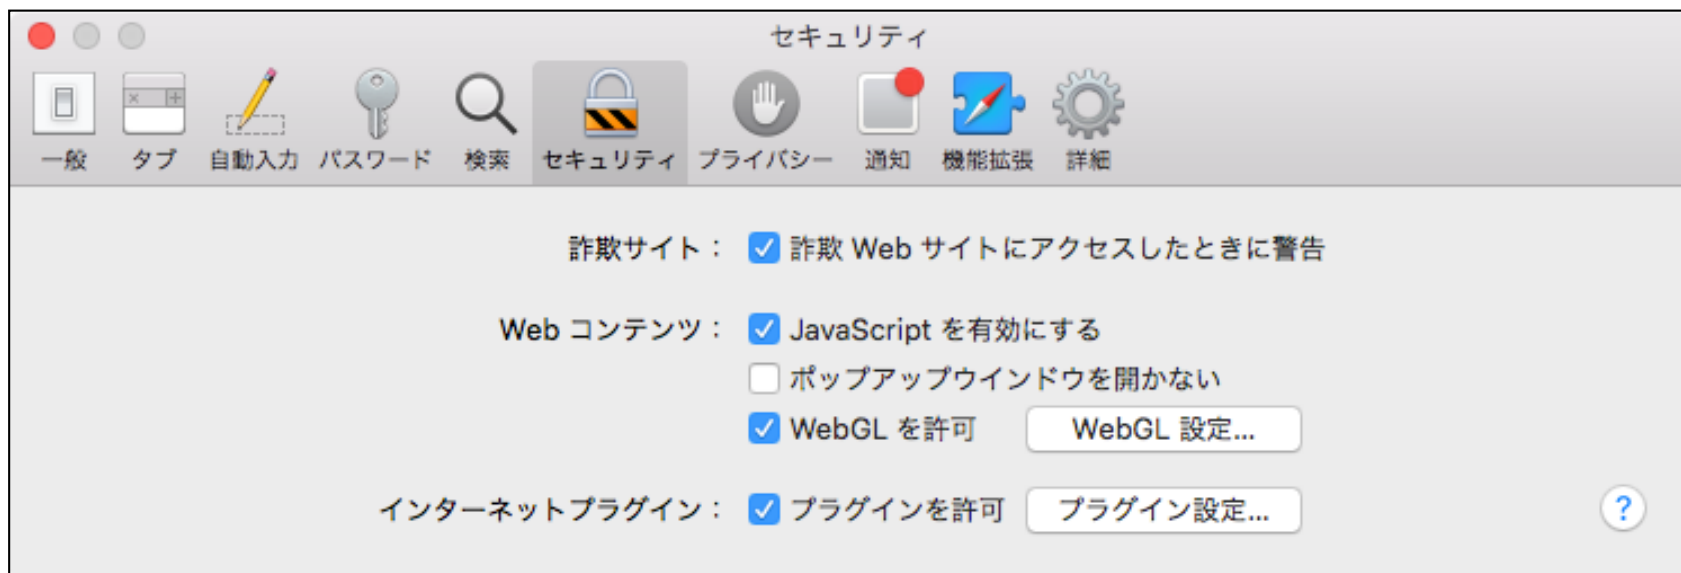 セキュリティ
一般 タブ 自動入力 パスワード 検索 セキュリティ プライバシー 通知 機能拡張 詳細
詐欺サイト： 詐欺 Web サイトにアクセスしたときに警告
Web コンテンツ： JavaScript を有効にする
ポップアップウインドウを開かない
WebGL を許可 WebGL 設定...
インターネットプラグイン： プラグインを許可 プラグイン設定... ?